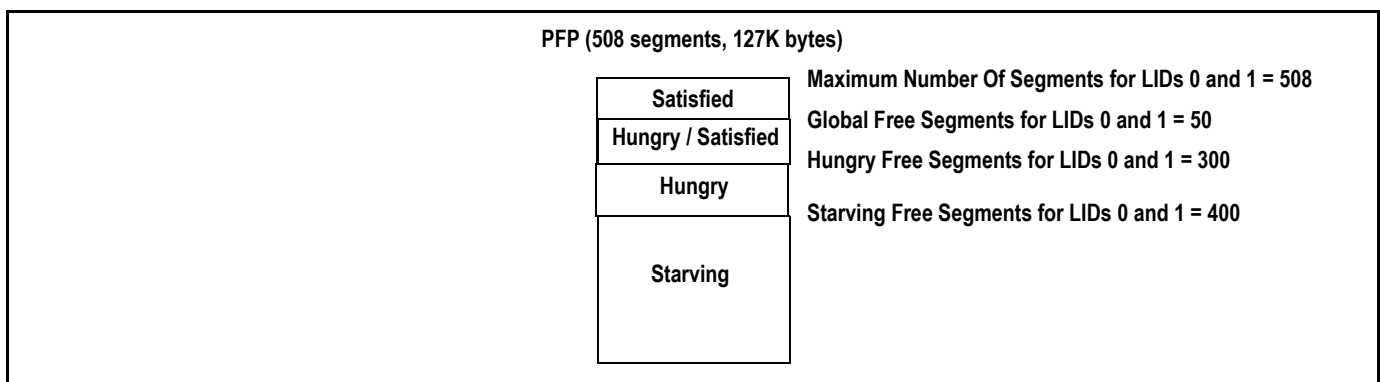 PFP (508 segments, 127K bytes)
Satisfied
Maximum Number Of Segments for LIDs 0 and 1 = 508
Hungry / Satisfied
Global Free Segments for LIDs 0 and 1 = 50
Hungry
Hungry Free Segments for LIDs 0 and 1 = 300
Starving Free Segments for LIDs 0 and 1 = 400
Starving